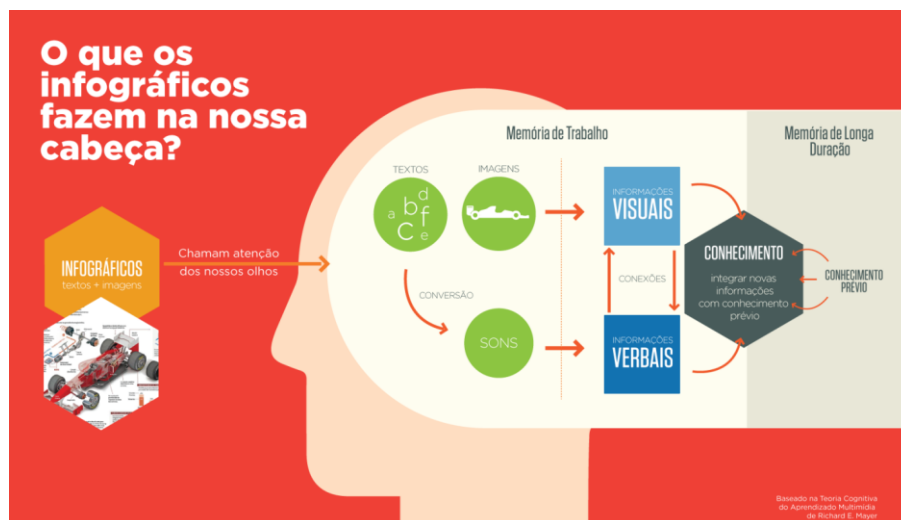 O que os
infográficos
fazem na nossa
cabeça?
INFOGRÁFICOS
textos + imagens
Chamam atenção
dos nossos olhos
Memória de Trabalho
TEXTOS
a b c d e f
IMAGENS
CONVERSÃO
SONS
INFORMAÇÕES
VISUAIS
CONEXÕES
INFORMAÇÕES
VERBAIS
Memória de Longa
Duração
CONHECIMENTO
integrar novas
informações
com conhecimento
prévio
CONHECIMENTO
PRÉVIO
Baseado na Teoria Cognitiva
do Aprendizado Multimídia
de Richard E. Mayer